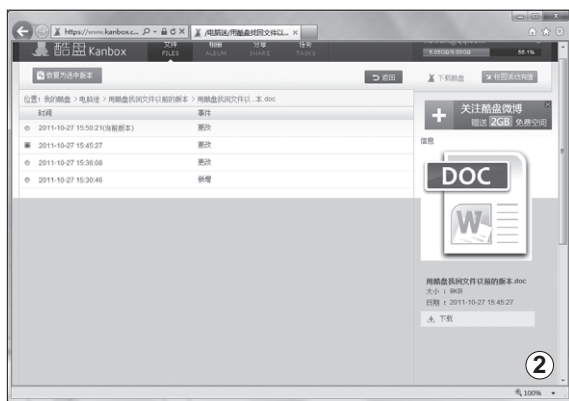 https://www.kanbox.c...
/电脑迷/用酷盘找回文件以...
酷盘 Kanbox
文件 FILES
相册 ALBUM
分享 SHARE
任务 TASKS
56.1%
恢复为选中版本
返回
下载酷盘
校园活动充值
位置: 我的酷盘 > 电脑迷 > 用酷盘找回文件以前的版本 > 用酷盘找回文件以...本.doc
时间 事件
2011-10-27 15:50:21(当前版本) 更改
2011-10-27 15:45:27 更改
2011-10-27 15:36:08 更改
2011-10-27 15:30:46 新增
关注酷盘微博
赠送 2GB 免费空间
信息
DOC
W
用酷盘找回文件以前的版本.doc
大小 : 9KB
日期 : 2011-10-27 15:45:27
下载
2
100%